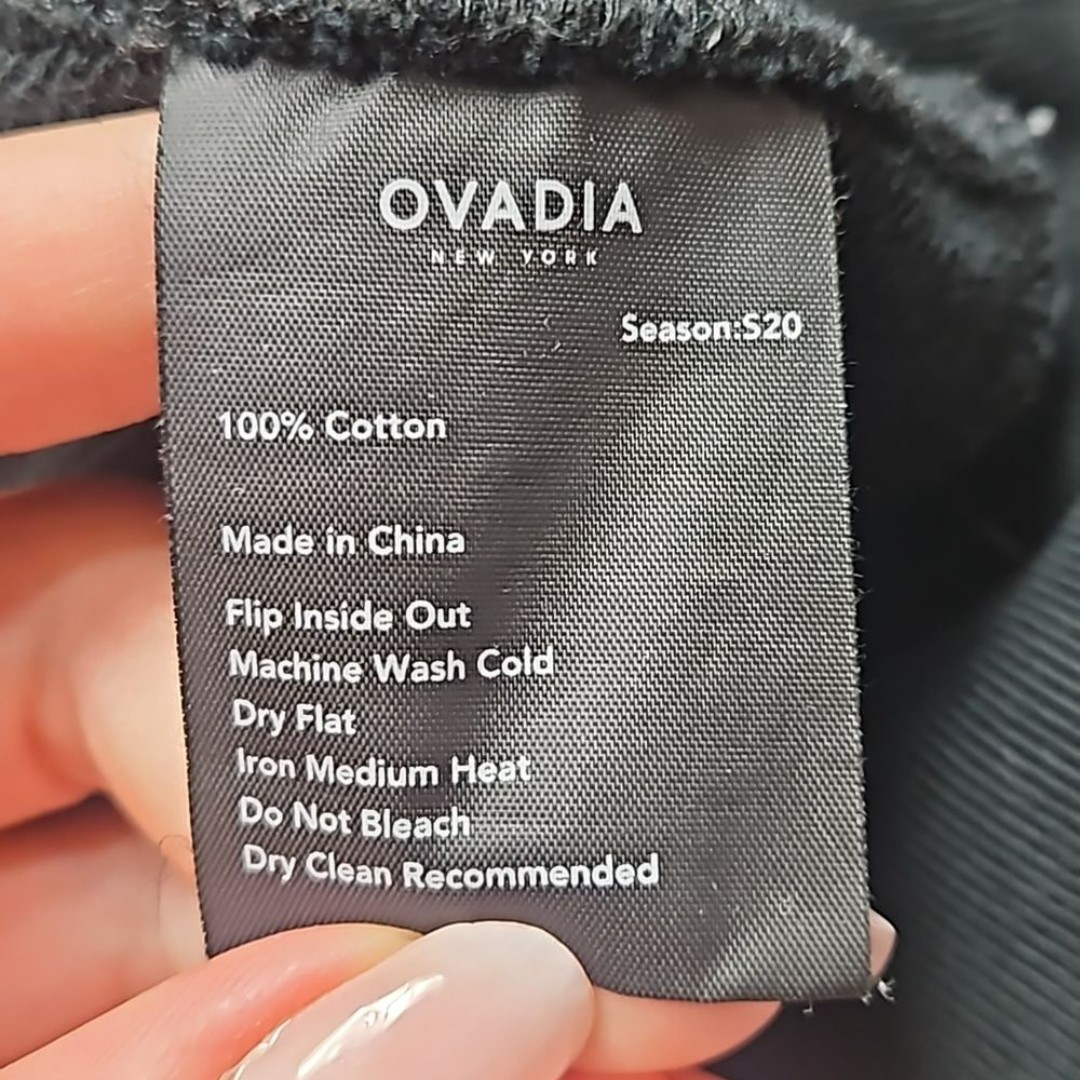 OVADIA
NEW YORK
Season:S20
100% Cotton
Made in China
Flip Inside Out
Machine Wash Cold
Dry Flat
Iron Medium Heat
Do Not Bleach
Dry Clean Recommended